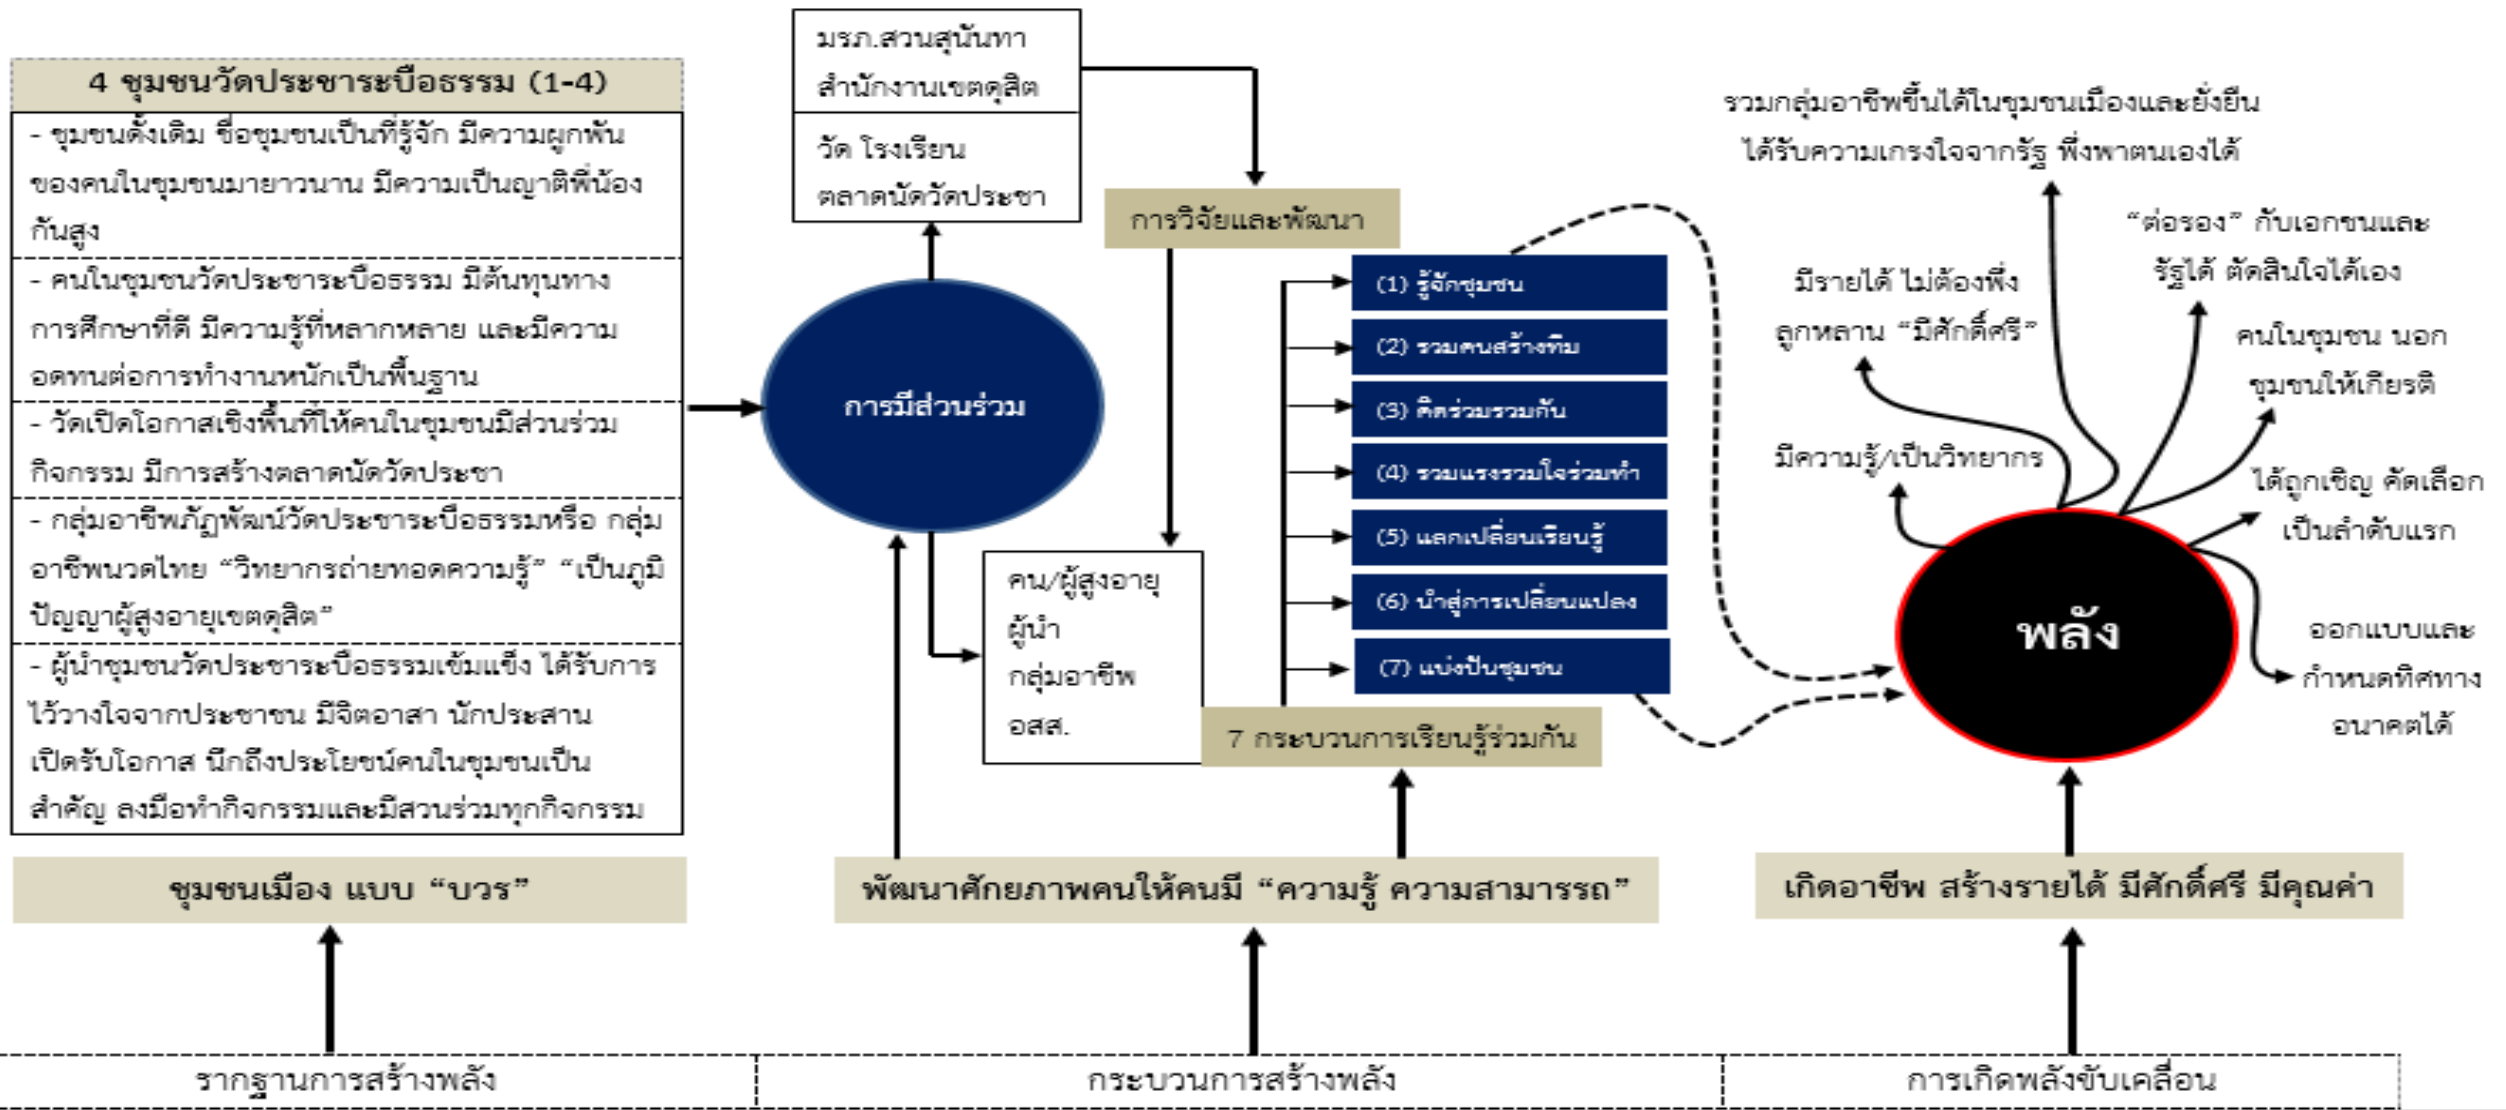 4 ชุมชนวัดประชาระบือธรรม (1-4)
- ชุมชนดั้งเดิม ชื่อชุมชนเป็นที่รู้จัก มีความผูกพัน
ของคนในชุมชนมายาวนาน มีความเป็นญาติพี่น้อง
กันสูง
- คนในชุมชนวัดประชาระบือธรรม มีต้นทุนทาง
การศึกษาที่ดี มีความรู้ที่หลากหลาย และมีความ
อดทนต่อการทำงานหนักเป็นพื้นฐาน
- วัดเปิดโอกาสเชิงพื้นที่ให้คนในชุมชนมีส่วนร่วม
กิจกรรม มีการสร้างตลาดนัดวัดประชา
- กลุ่มอาชีพภัฏพัฒน์วัดประชาระบือธรรมหรือ กลุ่ม
อาชีพนวดไทย “วิทยากรถ่ายทอดความรู้” “เป็นภูมิ
ปัญญาผู้สูงอายุเขตดุสิต”
- ผู้นำชุมชนวัดประชาระบือธรรมเข้มแข็ง ได้รับการ
ไว้วางใจจากประชาชน มีจิตอาสา นักประสาน
เปิดรับโอกาส นึกถึงประโยชน์คนในชุมชนเป็น
สำคัญ ลงมือทำกิจกรรมและมีสวนร่วมทุกกิจกรรม
ชุมชนเมือง แบบ “บวร”
รากฐานการสร้างพลัง
มรภ.สวนสุนันทา
สำนักงานเขตดุสิต
วัด โรงเรียน
ตลาดนัดวัดประชา
การมีส่วนร่วม
การวิจัยและพัฒนา
คน/ผู้สูงอายุ
ผู้นำ
กลุ่มอาชีพ
อสส.
(1) รู้จักชุมชน
(2) รวมคนสร้างทีม
(3) คิดร่วมรวมกัน
(4) รวมแรงรวมใจร่วมทำ
(5) แลกเปลี่ยนเรียนรู้
(6) นำสู่การเปลี่ยนแปลง
(7) แบ่งปันชุมชน
7 กระบวนการเรียนรู้ร่วมกัน
พัฒนาศักยภาพคนให้คนมี “ความรู้ ความสามารรถ”
กระบวนการสร้างพลัง
รวมกลุ่มอาชีพขึ้นได้ในชุมชนเมืองและยั่งยืน
ได้รับความเกรงใจจากรัฐ พึ่งพาตนเองได้
“ต่อรอง” กับเอกชนและ
รัฐได้ ตัดสินใจได้เอง
มีรายได้ ไม่ต้องพึ่ง
ลูกหลาน “มีศักดิ์ศรี”
คนในชุมชน นอก
ชุมชนให้เกียรติ
มีความรู้/เป็นวิทยากร
ได้ถูกเชิญ คัดเลือก
เป็นลำดับแรก
พลัง
ออกแบบและ
กำหนดทิศทาง
อนาคตได้
เกิดอาชีพ สร้างรายได้ มีศักดิ์ศรี มีคุณค่า
การเกิดพลังขับเคลื่อน